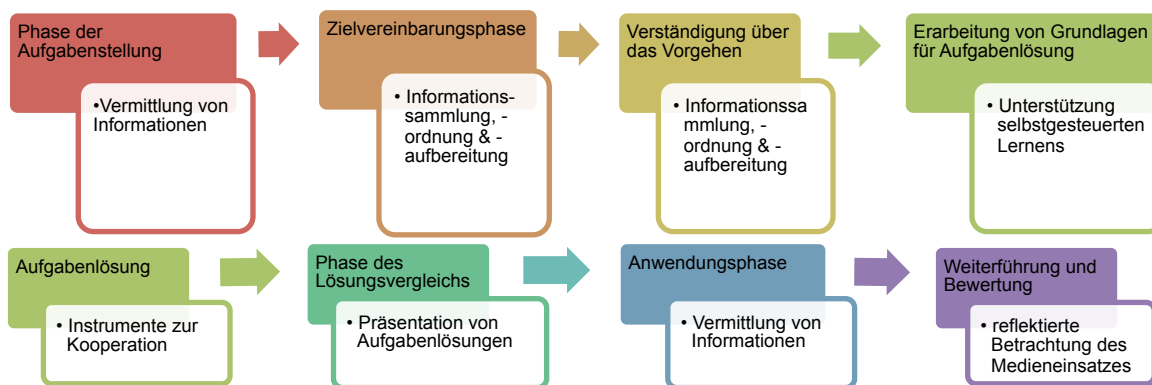 Phase der
Aufgabenstellung
•Vermittlung von
Informationen
Zielvereinbarungsphase
• Informations-
sammlung, -
ordnung & -
aufbereitung
Verständigung über
das Vorgehen
• Informationssa
mmlung, -
ordnung & -
aufbereitung
Erarbeitung von Grundlagen
für Aufgabenlösung
• Unterstützung
selbstgesteuerten
Lernens
Aufgabenlösung
• Instrumente zur
Kooperation
Phase des
Lösungsvergleichs
• Präsentation von
Aufgabenlösungen
Anwendungsphase
• Vermittlung von
Informationen
Weiterführung und
Bewertung
• reflektierte
Betrachtung des
Medieneinsatzes